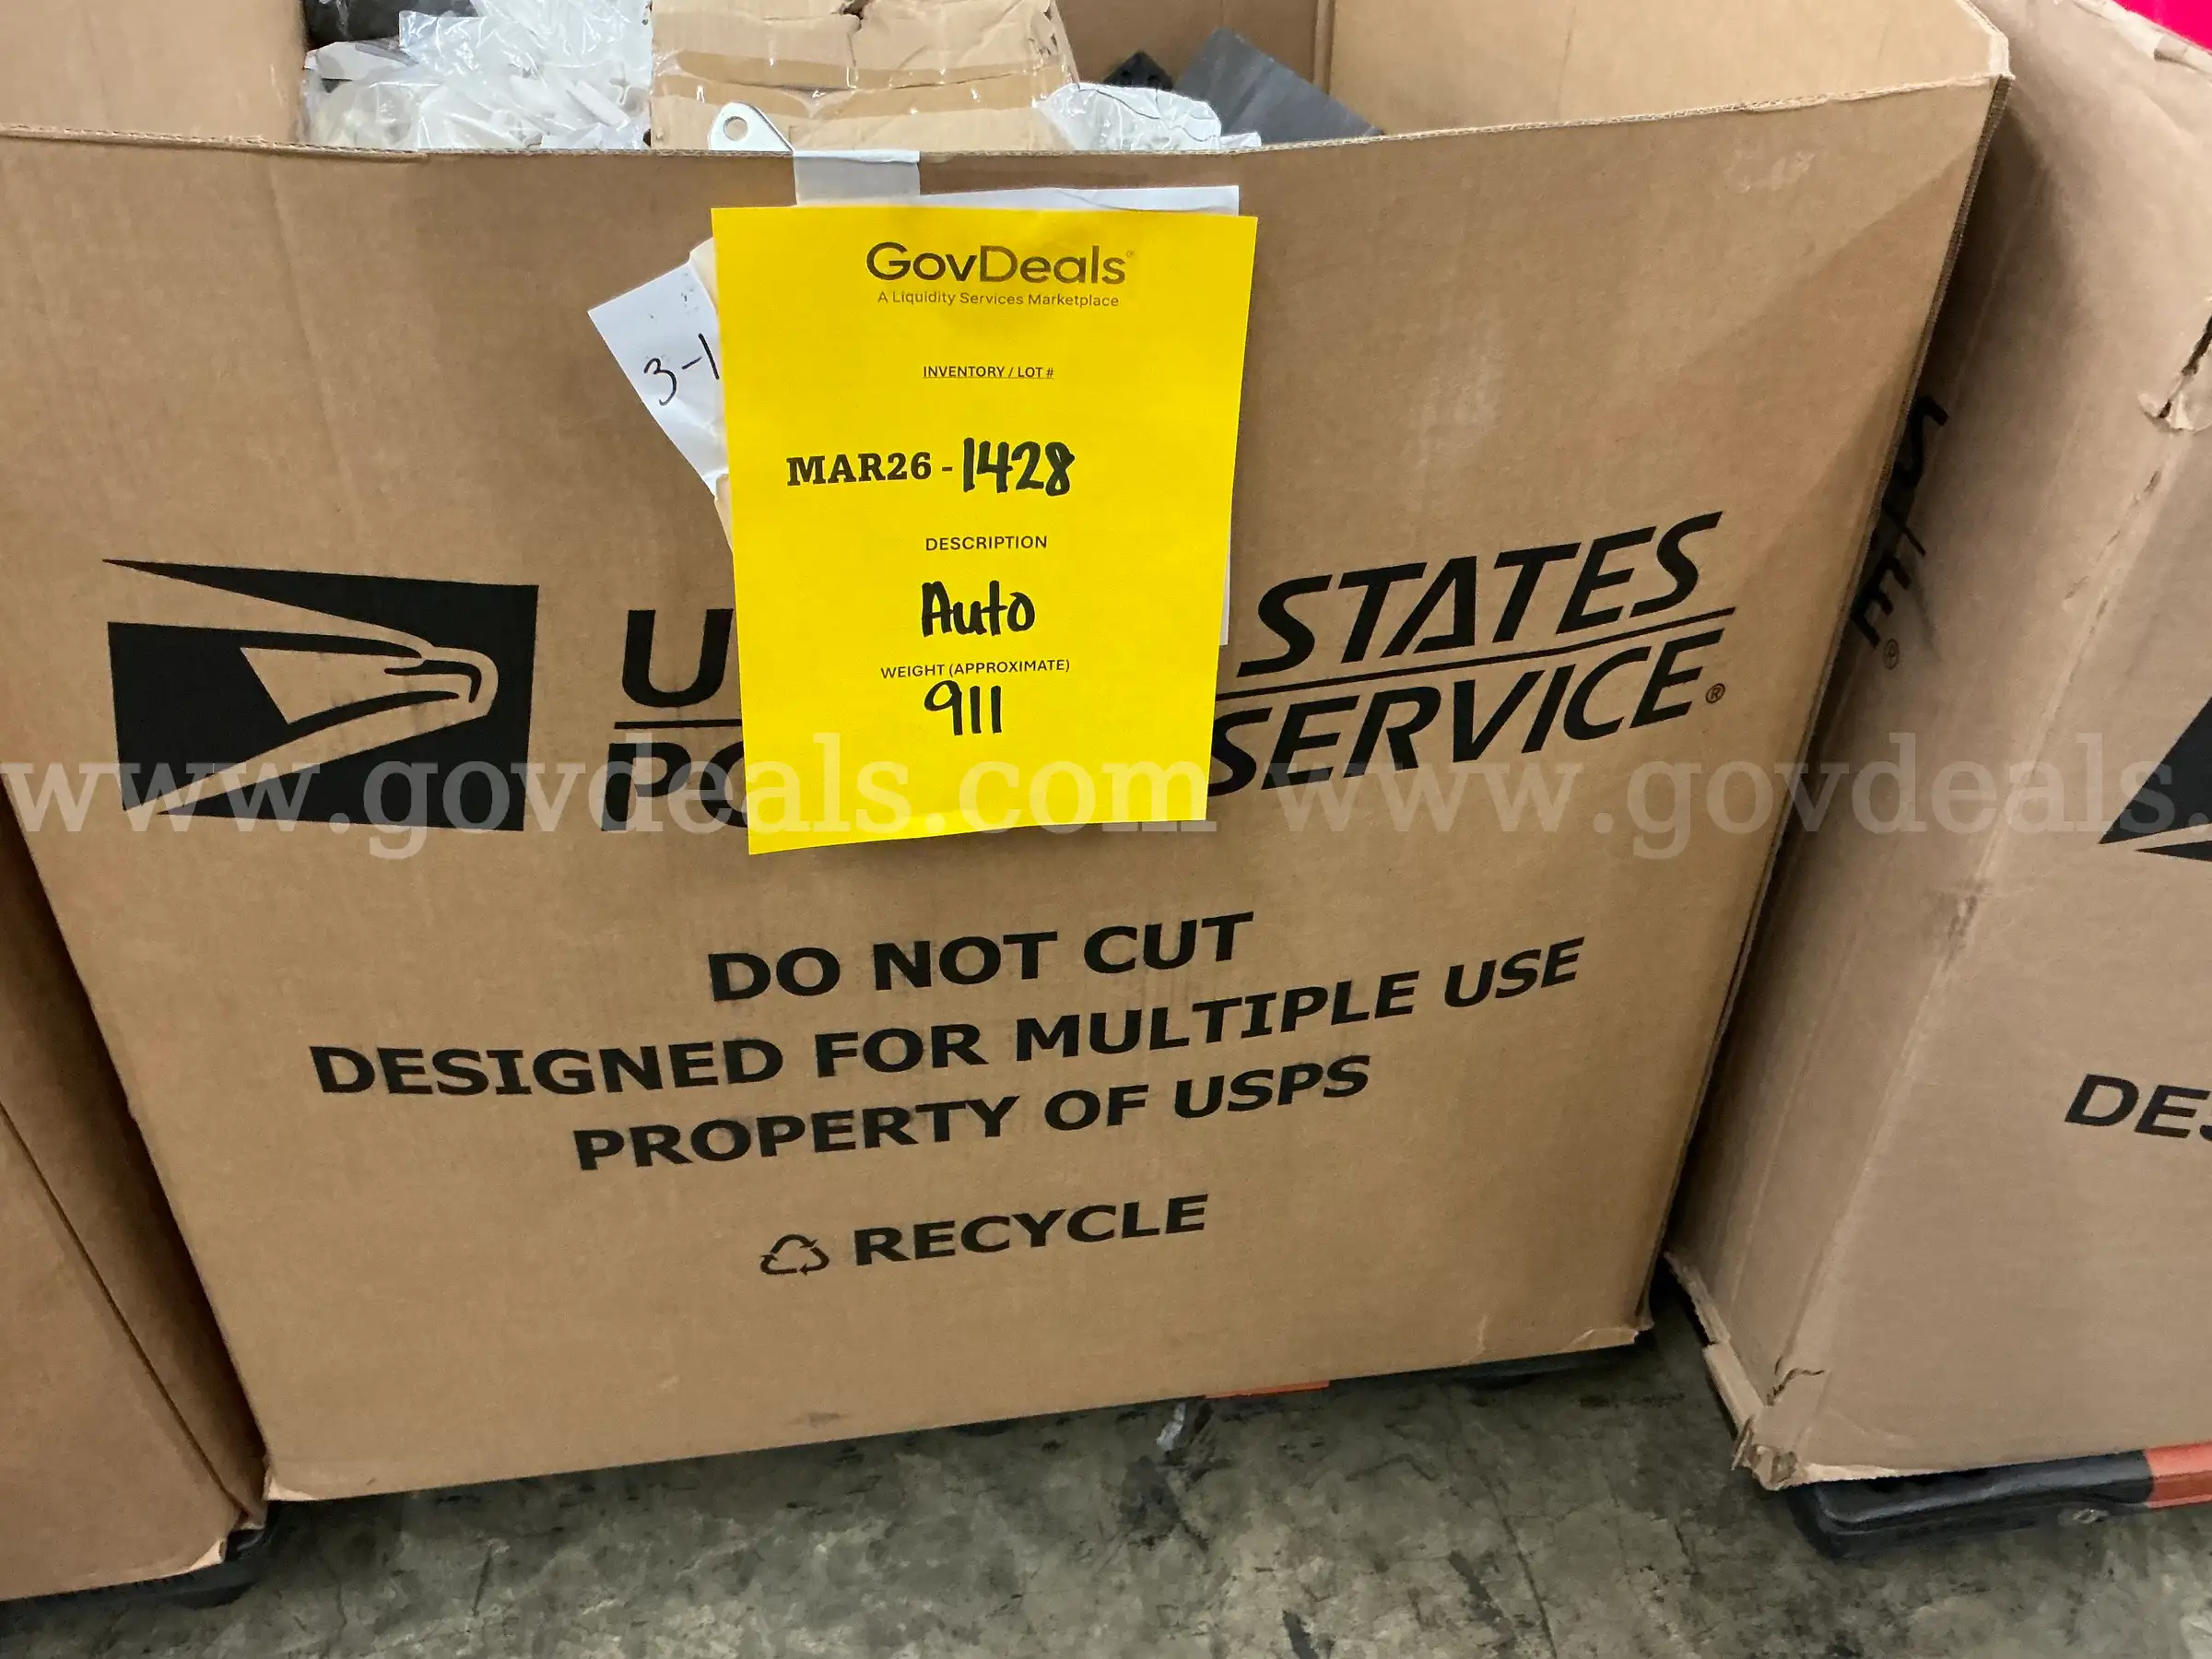 GovDeals®
A Liquidity Services Marketplace
INVENTORY / LOT #
3-1
MAR26 - 1428
DESCRIPTION
Auto
WEIGHT (APPROXIMATE)
911
STATES
SERVICE®
www.govdeals.com www.govdeals.
DO NOT CUT
DESIGNED FOR MULTIPLE USE
PROPERTY OF USPS
RECYCLE